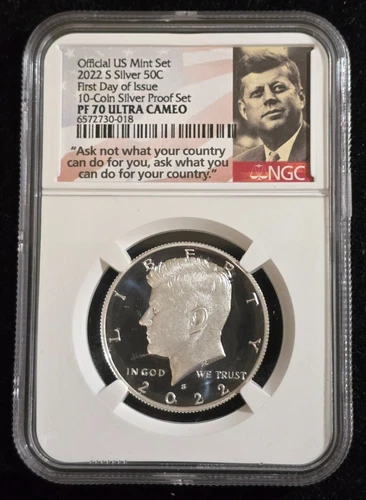 Official US Mint Set
2022 S Silver 50C
First Day of Issue
10-Coin Silver Proof Set
PF 70 ULTRA CAMEO
6572730-018
"Ask not what your country
can do for you, ask what you
can do for your country."
NGC
LIBERTY
IN GOD WE TRUST
S
2022